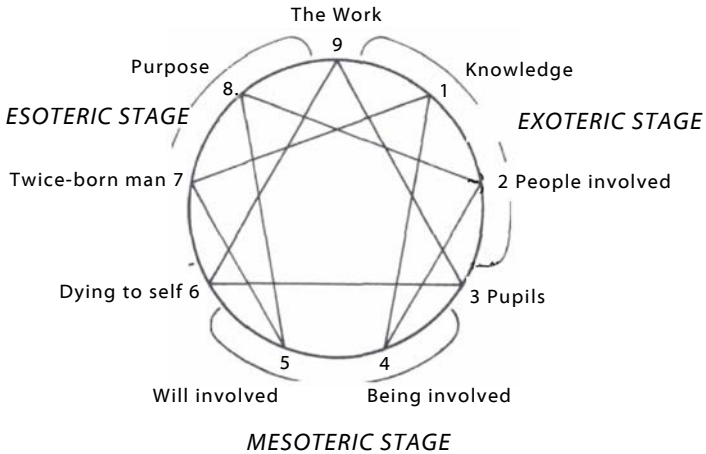 The Work
9
Purpose
Knowledge
8.
1
ESOTERIC STAGE
EXOTERIC STAGE
Twice-born man 7
2 People involved
Dying to self 6
3 Pupils
5
4
Will involved
Being involved
MESOTERIC STAGE